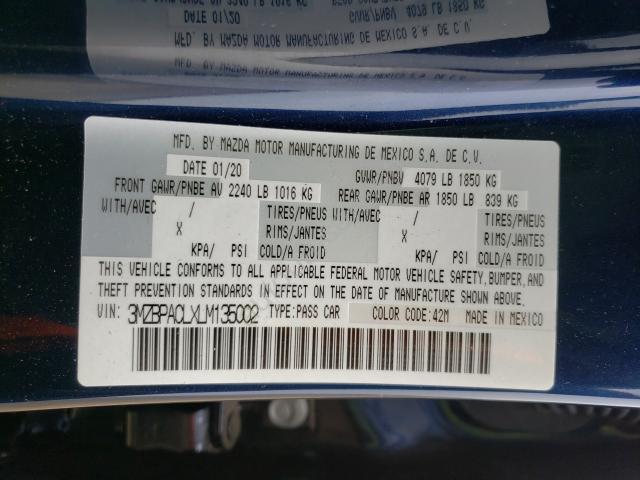 MFD. BY MAZDA MOTOR MANUFACTURING DE MEXICO S.A. DE C.V.
DATE 01/20 GVWR/PNBV 4079 LB 1850 KG
FRONT GAWR/PNBE AV 2240 LB 1016 KG REAR GAWR/PNBE AR 1850 LB 839 KG
WITH/AVEC / TIRES/PNEUS WITH/AVEC / TIRES/PNEUS
X RIMS/JANTES X RIMS/JANTES
KPA/ PSI COLD/A FROID KPA/ PSI COLD/A FROID
THIS VEHICLE CONFORMS TO ALL APPLICABLE FEDERAL MOTOR VEHICLE SAFETY, BUMPER, AND
THEFT PREVENTION STANDARDS IN EFFECT ON THE DATE OF MANUFACTURE SHOWN ABOVE.
VIN: 3MZBPACLXLM135002 TYPE:PASS CAR COLOR CODE:42M MADE IN MEXICO